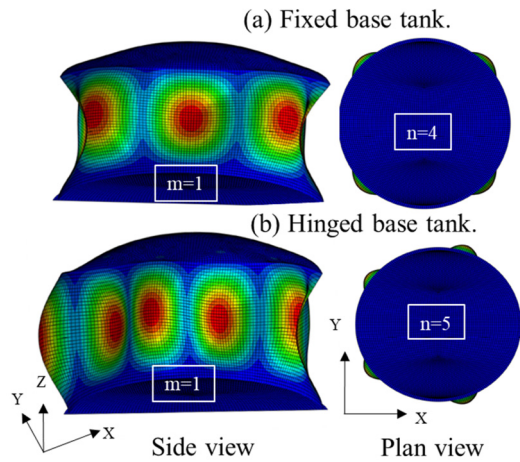 (a) Fixed base tank.
n=4
m=1
(b) Hinged base tank.
n=5
m=1
Z
Y
X
Y
X
Side view
Plan view